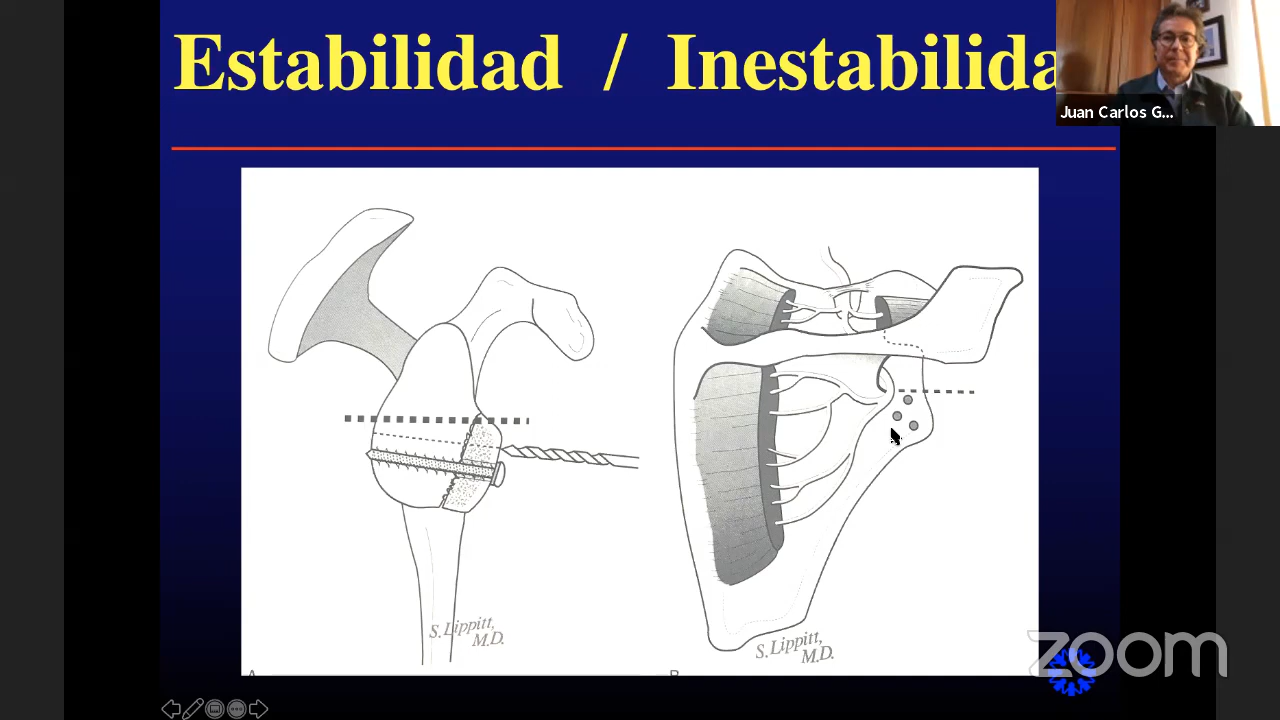 Estabilidad / Inestabilida
Juan Carlos G...
S. Lippitt,
M.D.
S. Lippitt,
M.D.
zoom